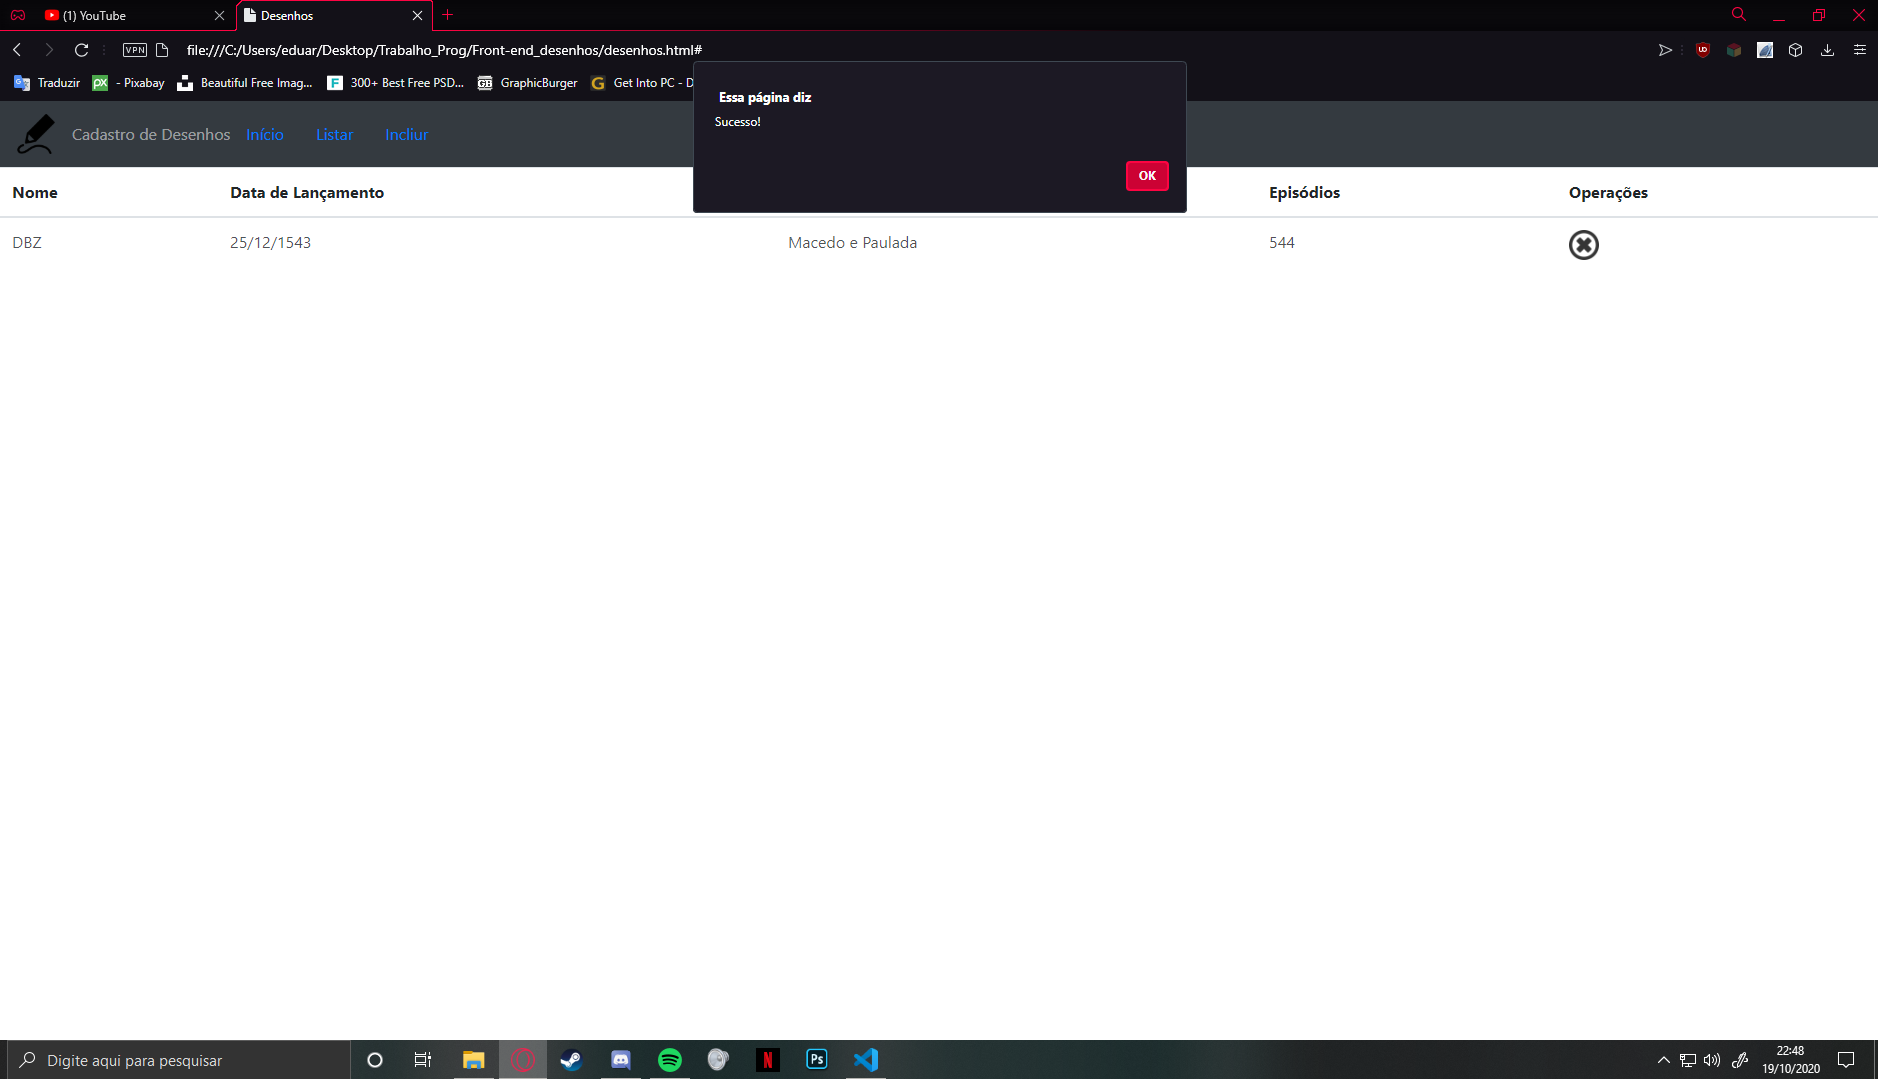 (1) YouTube
Desenhos
VPN
file:///C:/Users/eduar/Desktop/Trabalho_Prog/Front-end_desenhos/desenhos.html#
Traduzir
px - Pixabay
Beautiful Free Imag...
F 300+ Best Free PSD...
GB GraphicBurger
G Get Into PC - D
Essa página diz
Sucesso!
OK
Cadastro de Desenhos Início Listar Incliur
Nome Data de Lançamento Episódios Operações
DBZ 25/12/1543 Macedo e Paulada 544
Digite aqui para pesquisar
N
Ps
22:48
19/10/2020